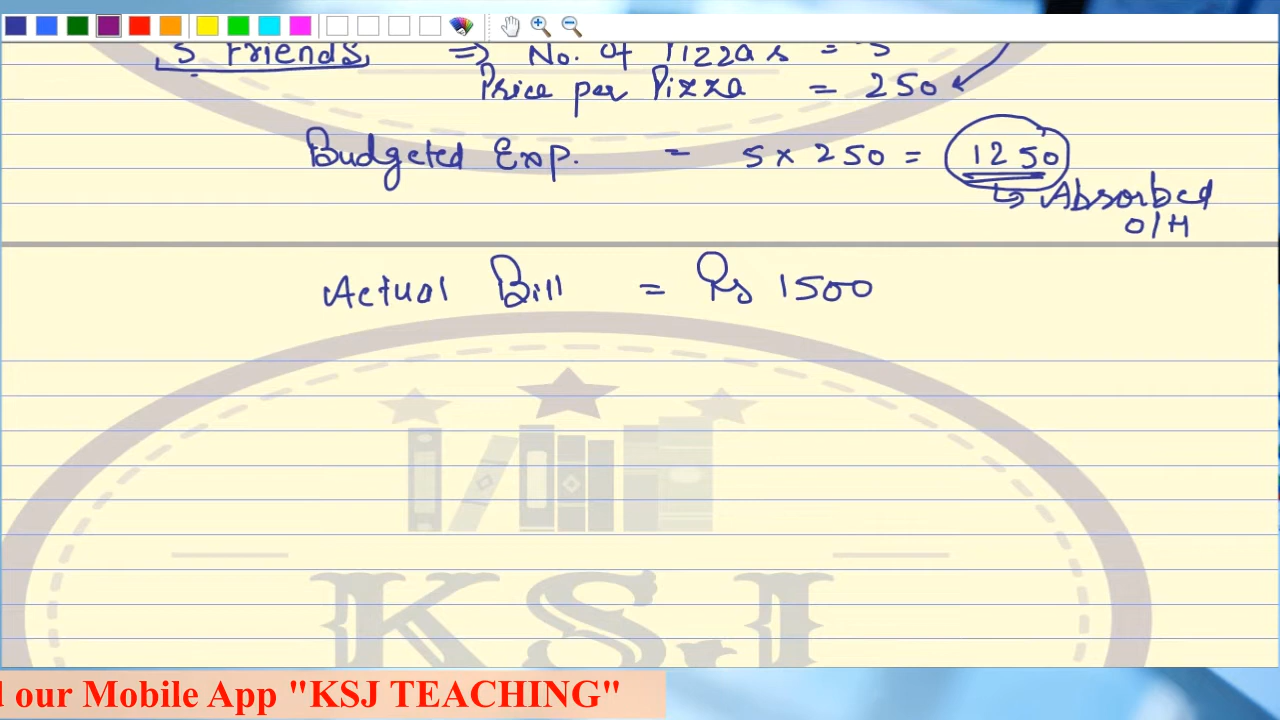 5 Friends ⇒ No. of Pizzas = 5
Price per Pizza = 250
Budgeted Exp. = 5 x 250 = 1250
↳ Absorbed
O/H
Actual Bill = Rs 1500
KSJ
d our Mobile App "KSJ TEACHING"